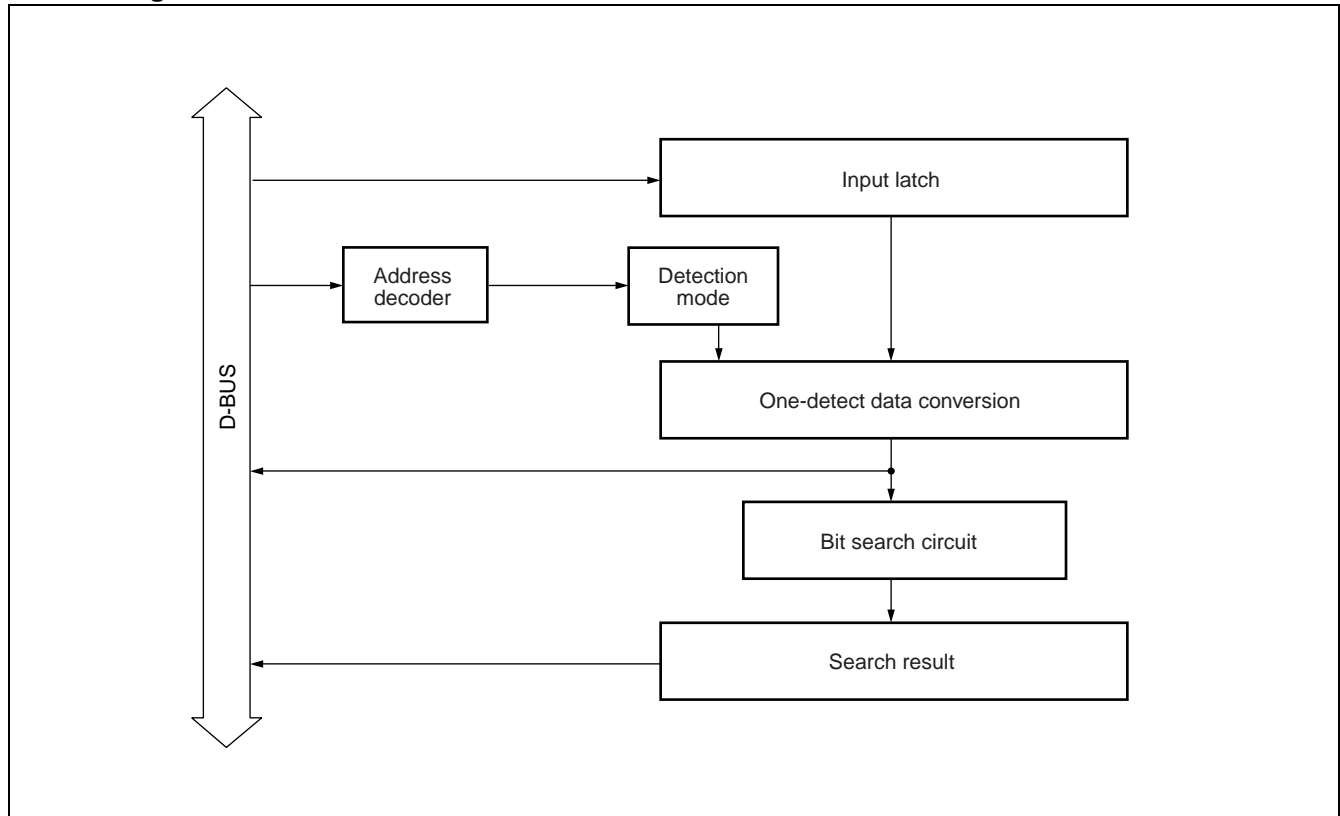 Input latch
Address
decoder
Detection
mode
D-BUS
One-detect data conversion
Bit search circuit
Search result